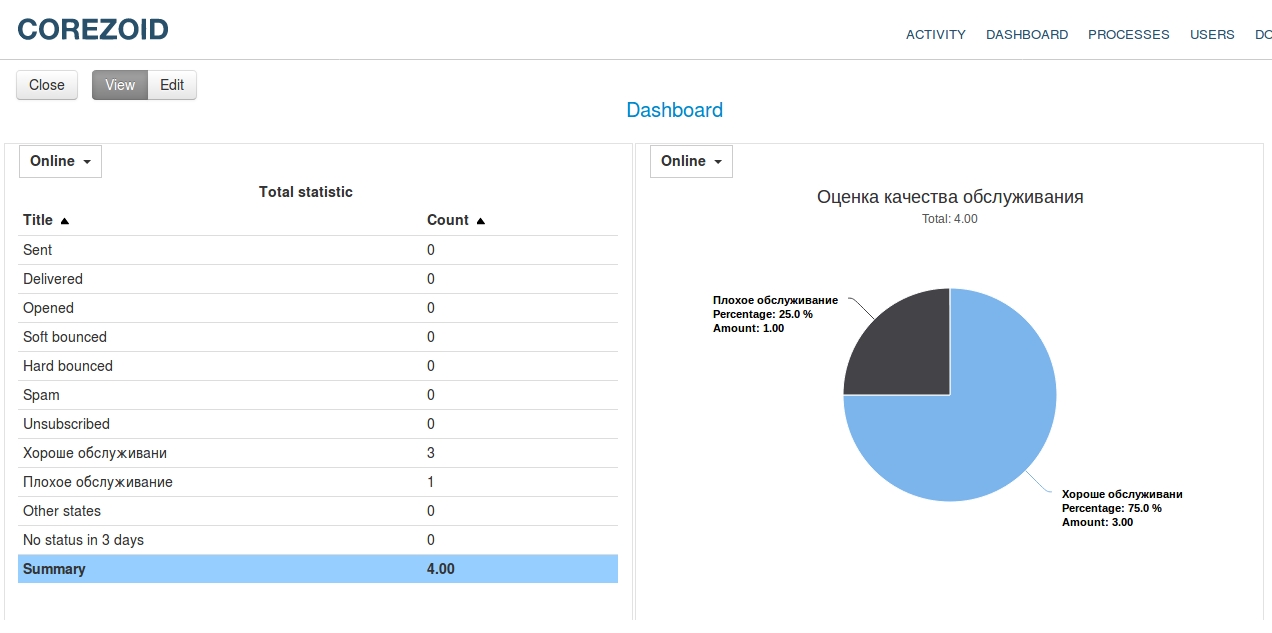 COREZOID
ACTIVITY DASHBOARD PROCESSES USERS DO
Close View Edit
Dashboard
Online
Total statistic
Title Count
Sent 0
Delivered 0
Opened 0
Soft bounced 0
Hard bounced 0
Spam 0
Unsubscribed 0
Хороше обслуживани 3
Плохое обслуживание 1
Other states 0
No status in 3 days 0
Summary 4.00
Online
Оценка качества обслуживания
Total: 4.00
Плохое обслуживание
Percentage: 25.0 %
Amount: 1.00
Хороше обслуживани
Percentage: 75.0 %
Amount: 3.00